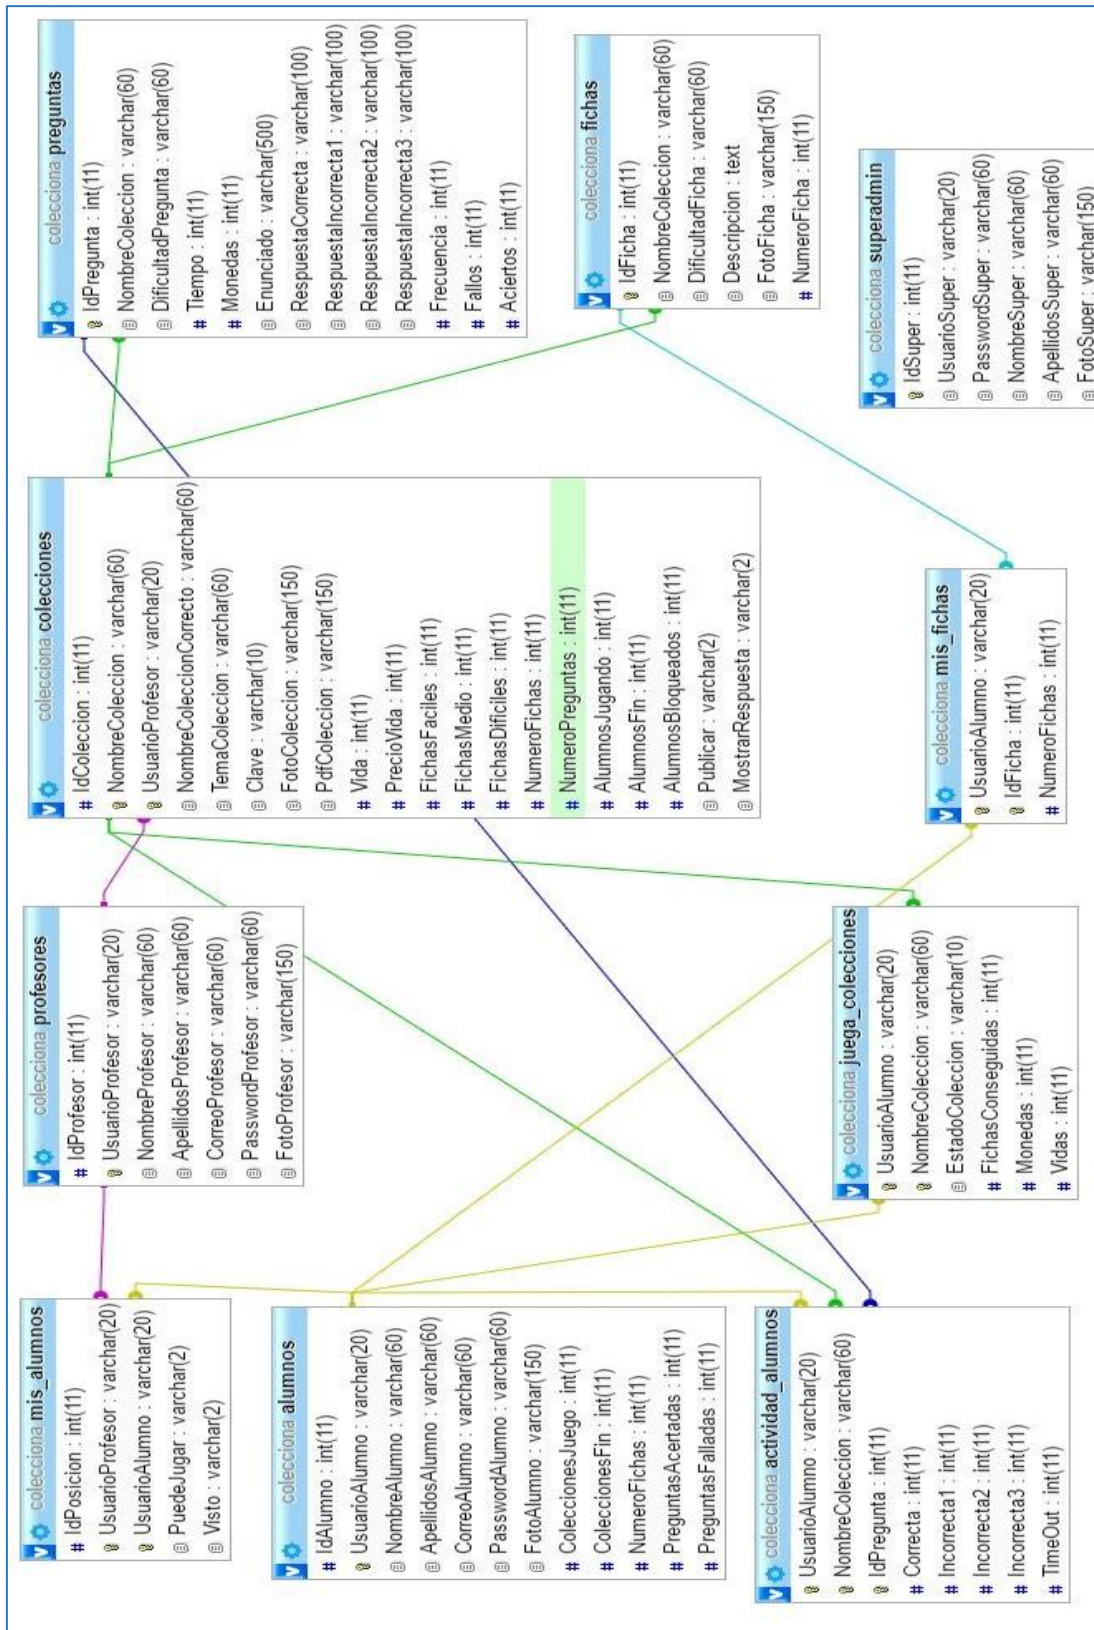 colecciona mis_alumnos
IdPosicion : int(11)
UsuarioProfesor : varchar(20)
UsuarioAlumno : varchar(20)
PuedeJugar : varchar(2)
Visto : varchar(2)
colecciona profesores
IdProfesor : int(11)
UsuarioProfesor : varchar(20)
NombreProfesor : varchar(60)
ApellidosProfesor : varchar(60)
CorreoProfesor : varchar(60)
PasswordProfesor : varchar(60)
FotoProfesor : varchar(150)
colecciona colecciones
IdColeccion : int(11)
NombreColeccion : varchar(60)
UsuarioProfesor : varchar(20)
NombreColeccionCorrecto : varchar(60)
TemaColeccion : varchar(60)
Clave : varchar(10)
FotoColeccion : varchar(150)
PdfColeccion : varchar(150)
Vida : int(11)
PrecioVida : int(11)
FichasFaciles : int(11)
FichasMedio : int(11)
FichasDificiles : int(11)
NumeroFichas : int(11)
NumeroPreguntas : int(11)
AlumnosJugando : int(11)
AlumnosFin : int(11)
AlumnosBloqueados : int(11)
Publicar : varchar(2)
MostrarRespuesta : varchar(2)
colecciona preguntas
IdPregunta : int(11)
NombreColeccion : varchar(60)
DificultadPregunta : varchar(60)
Tiempo : int(11)
Monedas : int(11)
Enunciado : varchar(500)
RespuestaCorrecta : varchar(100)
RespuestaIncorrecta1 : varchar(100)
RespuestaIncorrecta2 : varchar(100)
RespuestaIncorrecta3 : varchar(100)
Frecuencia : int(11)
Fallos : int(11)
Aciertos : int(11)
colecciona alumnos
IdAlumno : int(11)
UsuarioAlumno : varchar(20)
NombreAlumno : varchar(60)
ApellidosAlumno : varchar(60)
CorreoAlumno : varchar(60)
PasswordAlumno : varchar(60)
FotoAlumno : varchar(150)
ColeccionesJuego : int(11)
ColeccionesFin : int(11)
NumeroFichas : int(11)
PreguntasAcertadas : int(11)
PreguntasFalladas : int(11)
colecciona fichas
IdFicha : int(11)
NombreColeccion : varchar(60)
DificultadFicha : varchar(60)
Descripcion : text
FotoFicha : varchar(150)
NumeroFicha : int(11)
colecciona actividad_alumnos
UsuarioAlumno : varchar(20)
NombreColeccion : varchar(60)
IdPregunta : int(11)
Correcta : int(11)
Incorrecta1 : int(11)
Incorrecta2 : int(11)
Incorrecta3 : int(11)
TimeOut : int(11)
colecciona juega_colecciones
UsuarioAlumno : varchar(20)
NombreColeccion : varchar(60)
EstadoColeccion : varchar(10)
FichasConseguidas : int(11)
Monedas : int(11)
Vidas : int(11)
colecciona mis_fichas
UsuarioAlumno : varchar(20)
IdFicha : int(11)
NumeroFichas : int(11)
colecciona superadmin
IdSuper : int(11)
UsuarioSuper : varchar(20)
PasswordSuper : varchar(60)
NombreSuper : varchar(60)
ApellidosSuper : varchar(60)
FotoSuper : varchar(150)